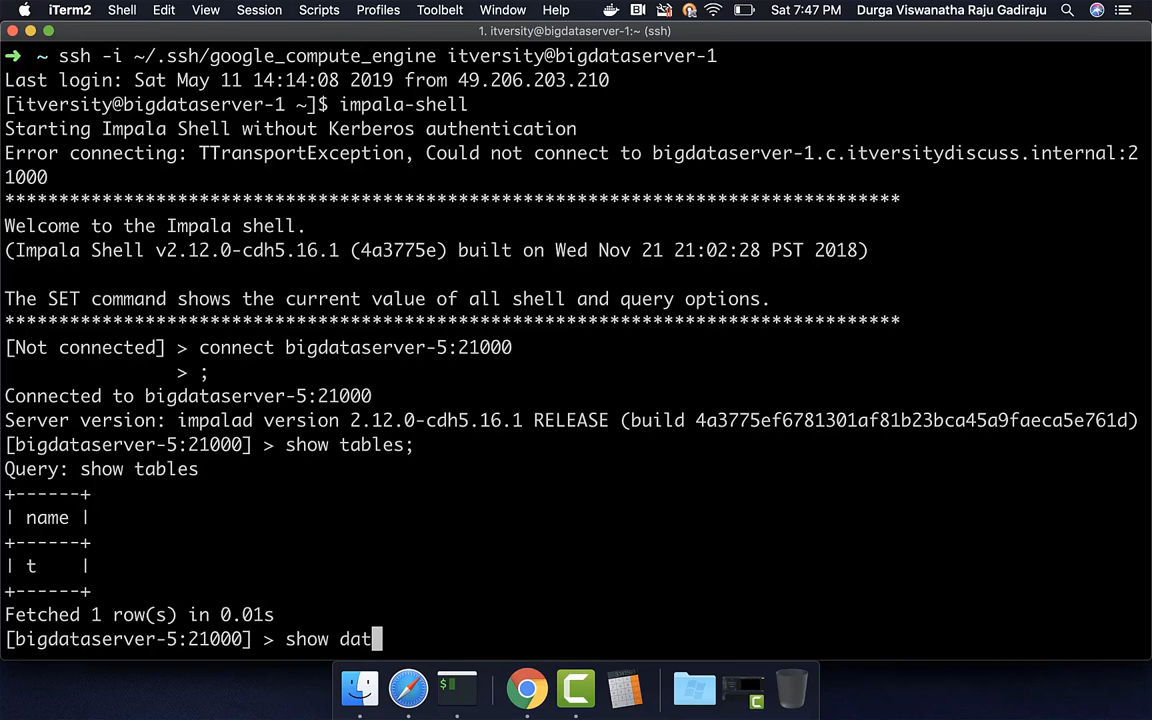 iTerm2 Shell Edit View Session Scripts Profiles Toolbelt Window Help Sat 7:47 PM Durga Viswanatha Raju Gadiraju
1. itversity@bigdataserver-1:~ (ssh)
➜ ~ ssh -i ~/.ssh/google_compute_engine itversity@bigdataserver-1
Last login: Sat May 11 14:14:08 2019 from 49.206.203.210
[itversity@bigdataserver-1 ~]$ impala-shell
Starting Impala Shell without Kerberos authentication
Error connecting: TTransportException, Could not connect to bigdataserver-1.c.itversitydiscuss.internal:2
1000
***********************************************************************************
Welcome to the Impala shell.
(Impala Shell v2.12.0-cdh5.16.1 (4a3775e) built on Wed Nov 21 21:02:28 PST 2018)
The SET command shows the current value of all shell and query options.
***********************************************************************************
[Not connected] > connect bigdataserver-5:21000
> ;
Connected to bigdataserver-5:21000
Server version: impalad version 2.12.0-cdh5.16.1 RELEASE (build 4a3775ef6781301af81b23bca45a9faeca5e761d)
[bigdataserver-5:21000] > show tables;
Query: show tables
+------+
| name |
+------+
| t    |
+------+
Fetched 1 row(s) in 0.01s
[bigdataserver-5:21000] > show dat